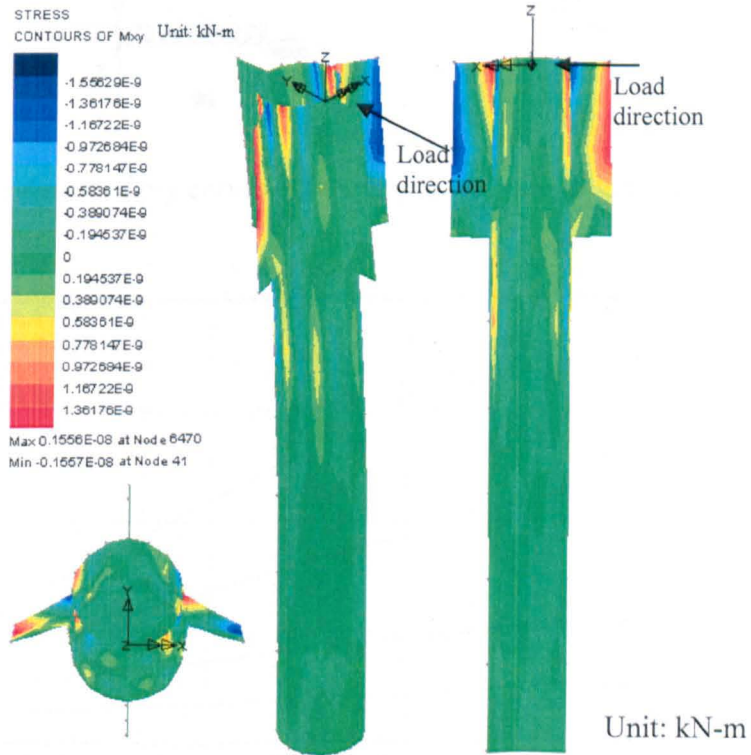 STRESS
CONTOURS OF Mxy Unit: kN-m
-1.55629E-9
-1.36176E-9
-1.16722E-9
-0.972684E-9
-0.778147E-9
-0.58361E-9
-0.389074E-9
-0.194537E-9
0
0.194537E-9
0.389074E-9
0.58361E-9
0.778147E-9
0.972684E-9
1.16722E-9
1.36176E-9
Max 0.1556E-08 at Node 6470
Min -0.1557E-08 at Node 41
Z
Y
X
Load
direction
Z
X
Load
direction
Y
Z
X
Unit: kN-m